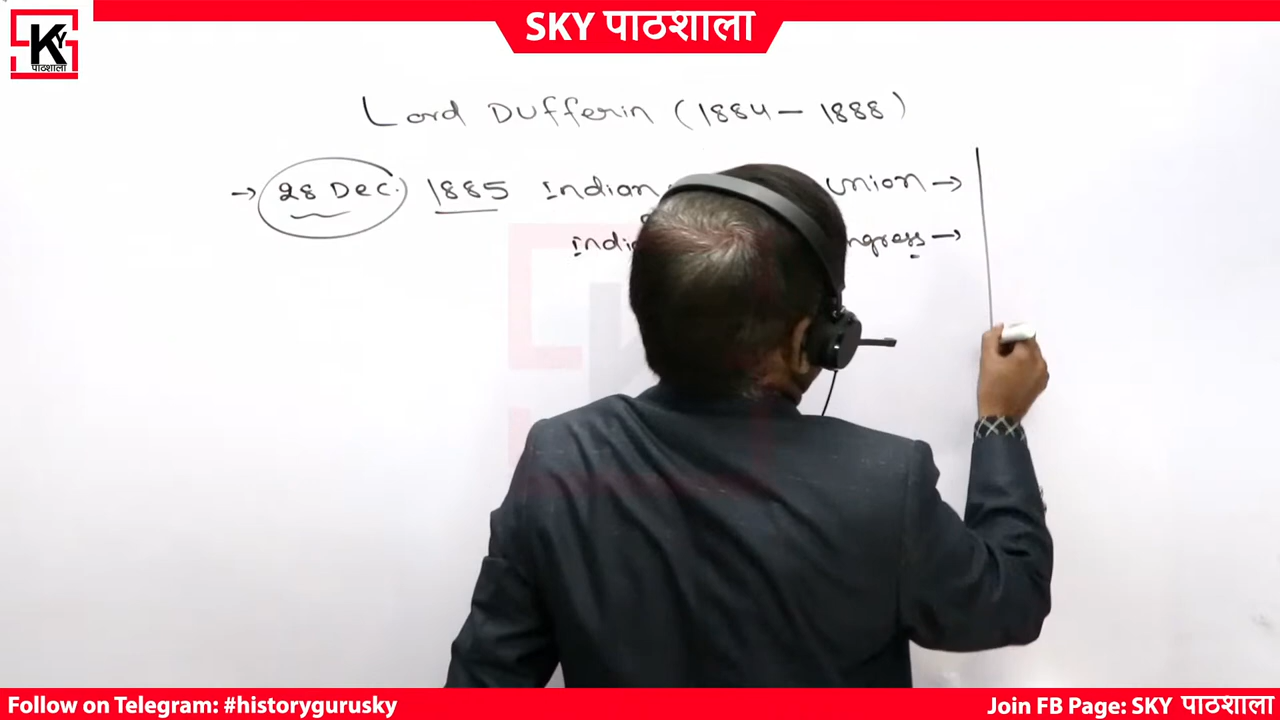 SKY पाठशाला
SKY
पाठशाला
Lord Dufferin (1884 – 1888)
→ 28 Dec. 1885 Indian Union →
→
Follow on Telegram: #historygurusky
Join FB Page: SKY पाठशाला